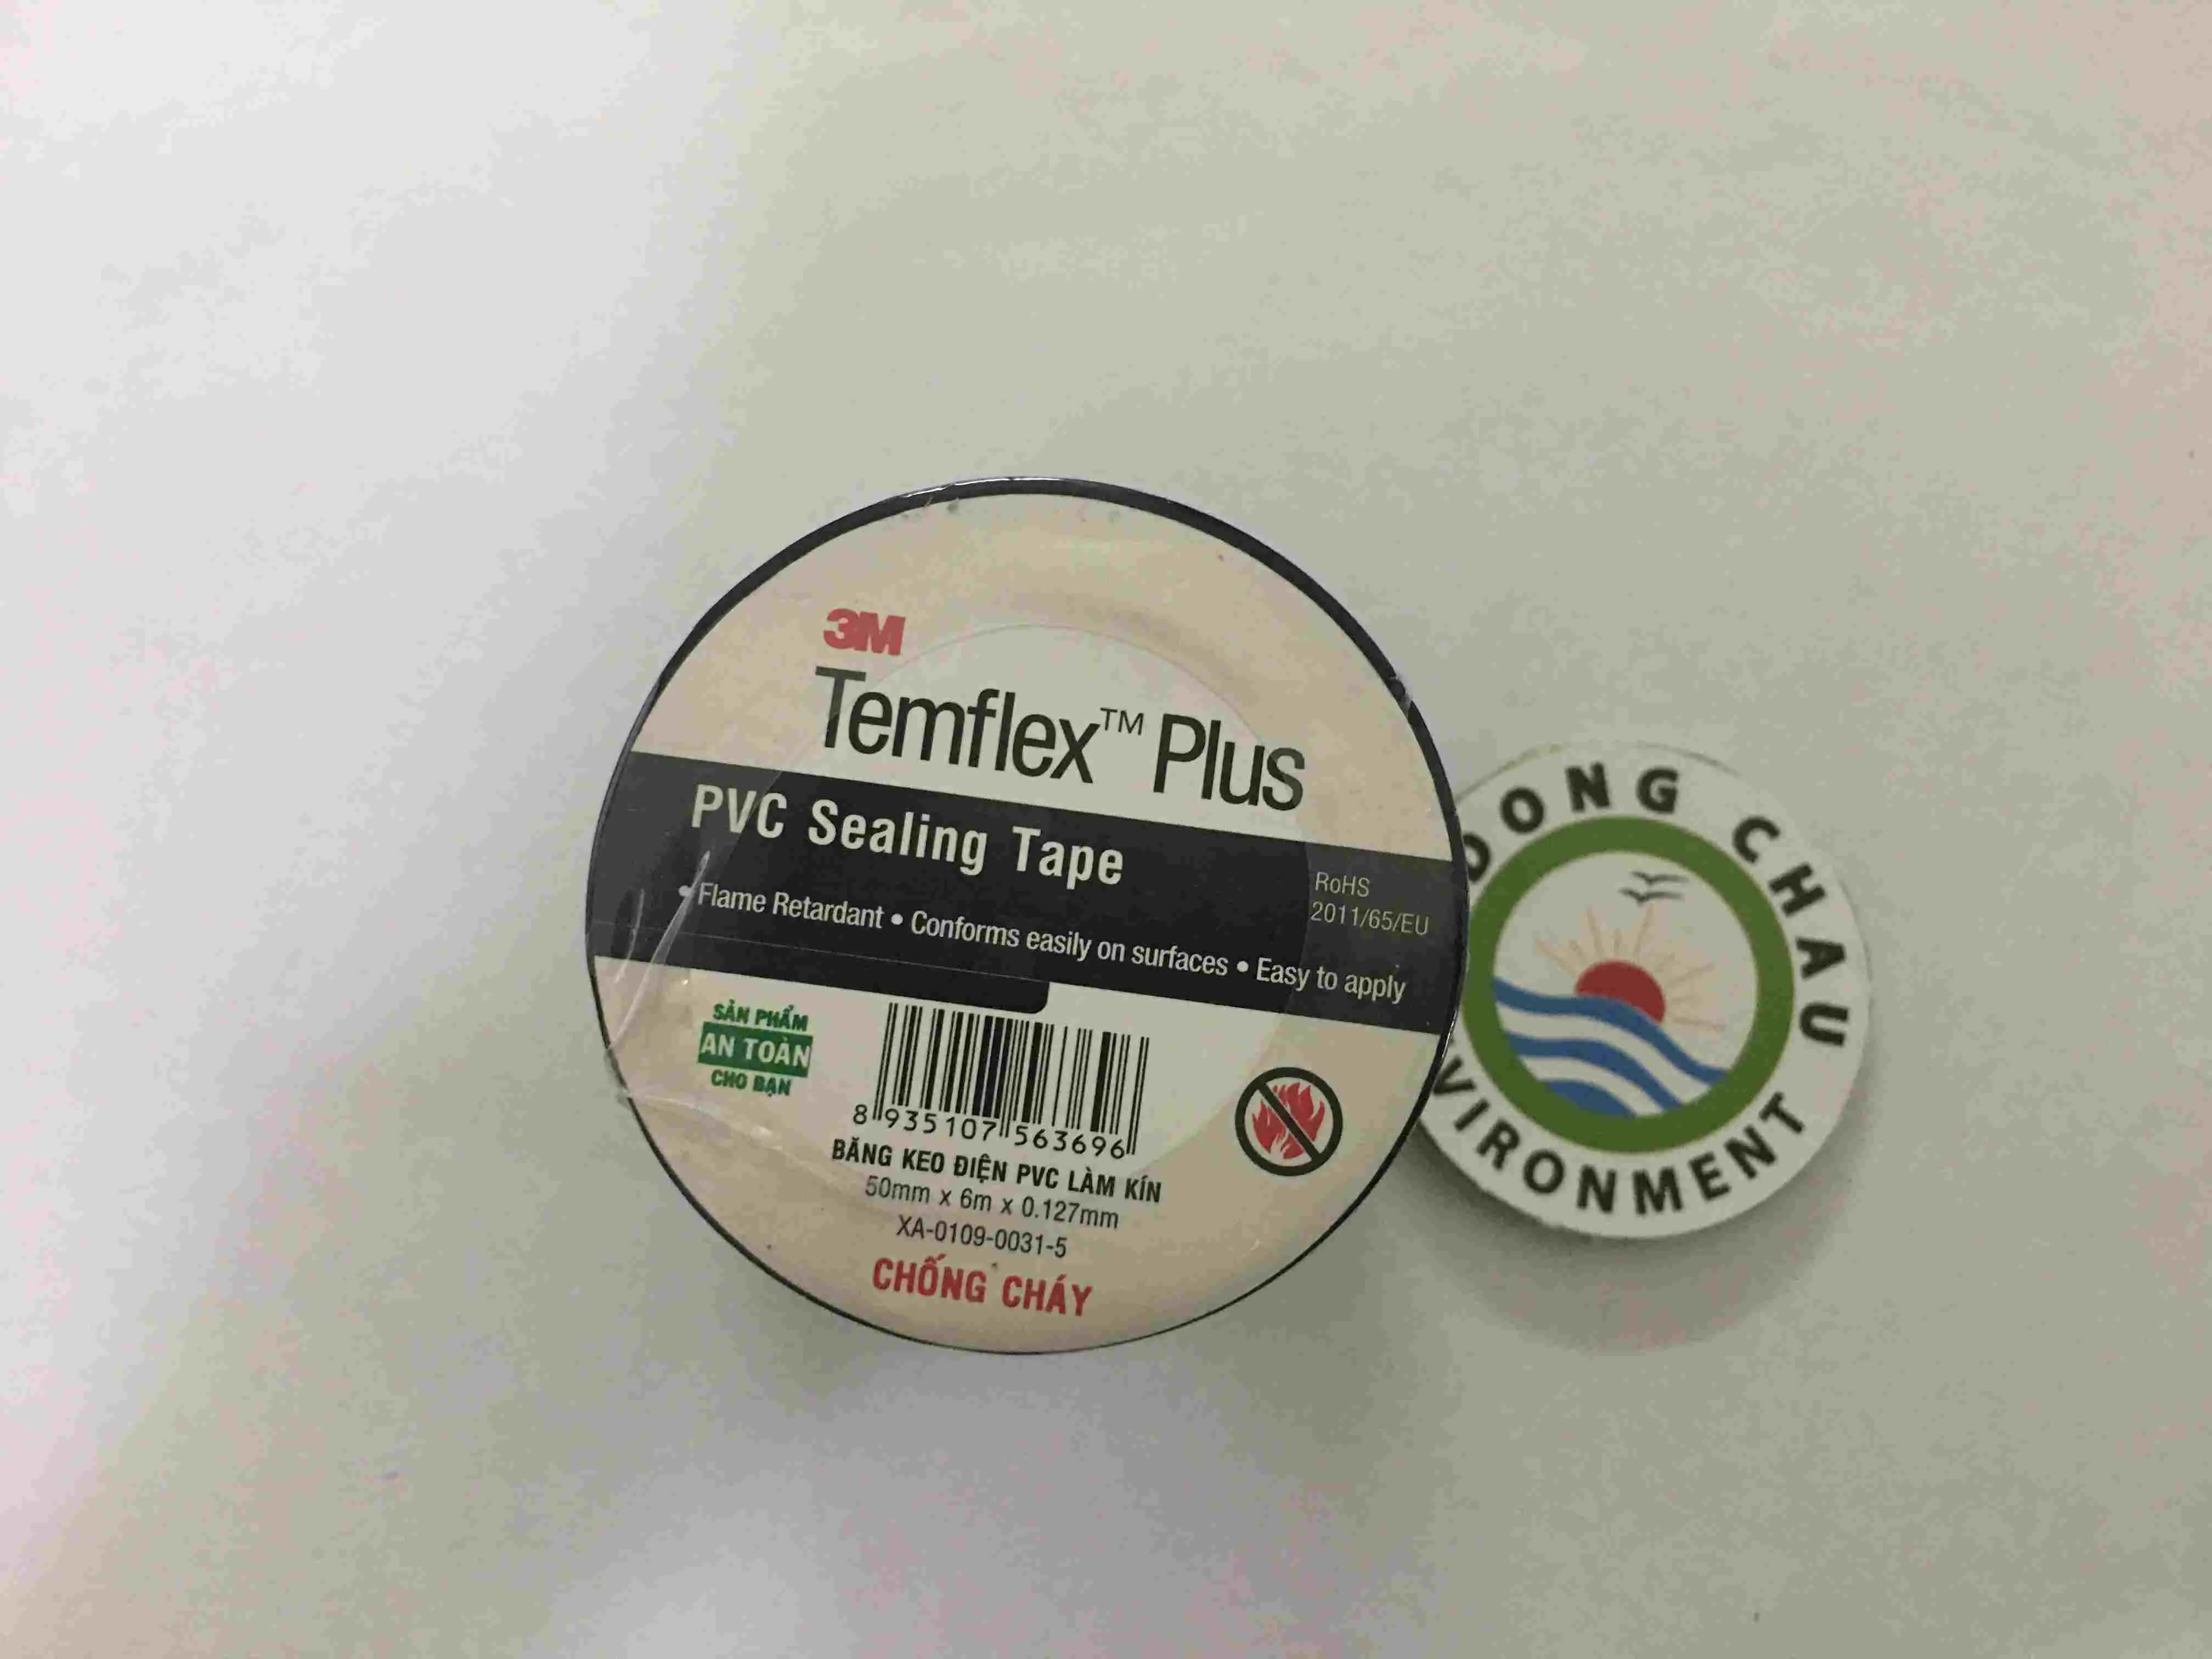 3M
Temflex™ Plus
PVC Sealing Tape
RoHS
2011/65/EU
• Flame Retardant • Conforms easily on surfaces • Easy to apply
SẢN PHẨM
AN TOÀN
CHO BẠN
8 935107 563696
BĂNG KEO ĐIỆN PVC LÀM KÍN
50mm x 6m x 0.127mm
XA-0109-0031-5
CHỐNG CHÁY
ONG CHAU
VIRONMENT